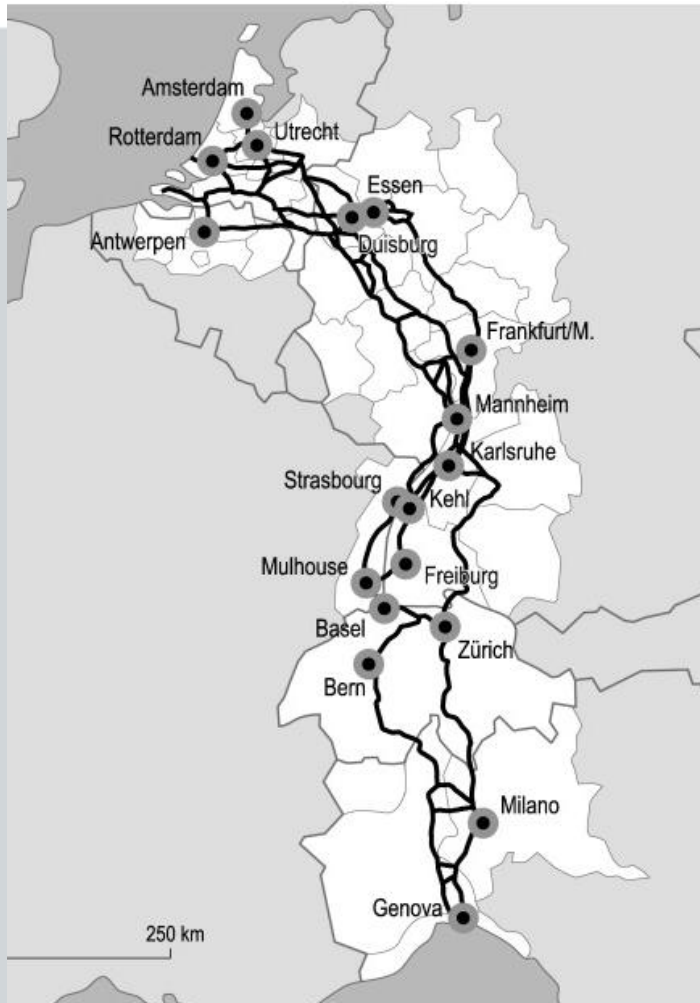 Amsterdam
Utrecht
Rotterdam
Essen
Antwerpen
Duisburg
Frankfurt/M.
Mannheim
Karlsruhe
Strasbourg
Kehl
Mulhouse
Freiburg
Basel
Zürich
Bern
Milano
Genova
250 km